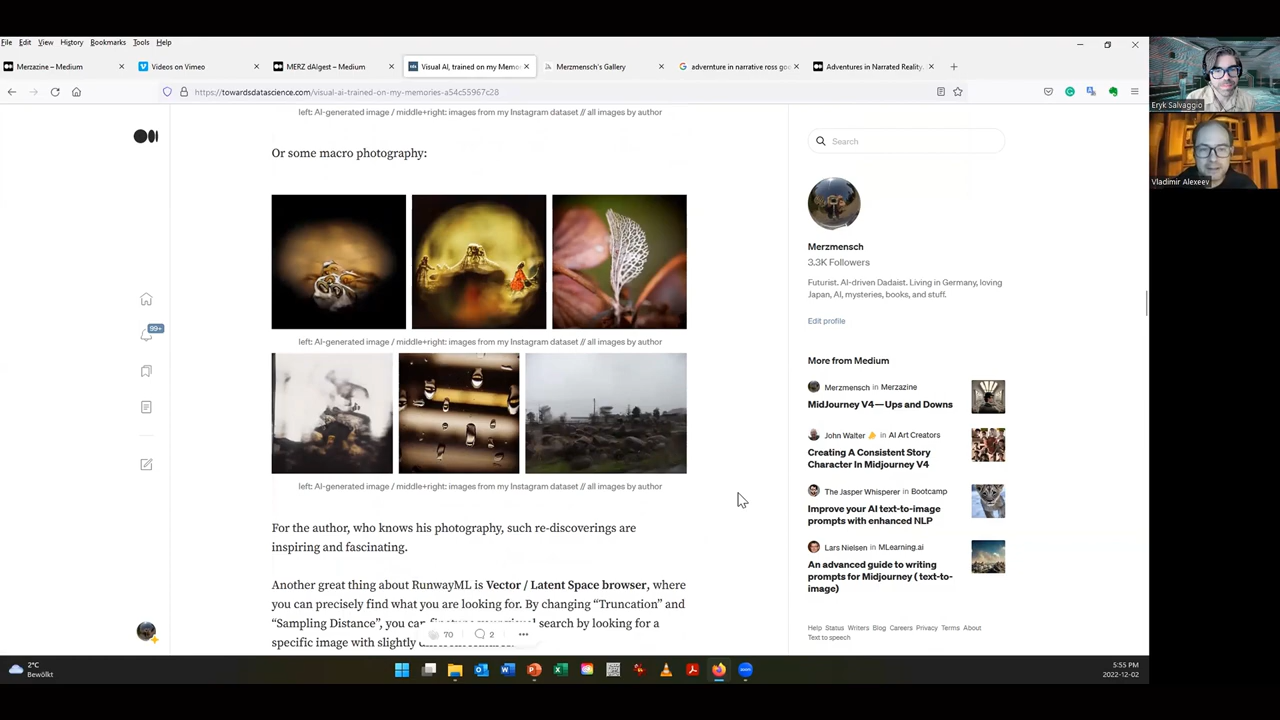 File Edit View History Bookmarks Tools Help
Merzazine – Medium
Videos on Vimeo
MERZ dAIgest – Medium
Visual AI, trained on my Memo
Merzmensch's Gallery
advernture in narrative ross go
Adventures in Narrated Reality.
https://towardsdatascience.com/visual-ai-trained-on-my-memories-a54c55967c28
Eryk Salvaggio
Vladimir Alexeev
left: AI-generated image / middle+right: images from my Instagram dataset // all images by author
Or some macro photography:
left: AI-generated image / middle+right: images from my Instagram dataset // all images by author
left: AI-generated image / middle+right: images from my Instagram dataset // all images by author
For the author, who knows his photography, such re-discoverings are
inspiring and fascinating.
Another great thing about RunwayML is Vector / Latent Space browser, where
you can precisely find what you are looking for. By changing “Truncation” and
“Sampling Distance”, you can search by looking for a
specific image with slightly
70 2
99+
Search
Merzmensch
3.3K Followers
Futurist. AI-driven Dadaist. Living in Germany, loving
Japan, AI, mysteries, books, and stuff.
Edit profile
More from Medium
Merzmensch in Merzazine
MidJourney V4 — Ups and Downs
John Walter in AI Art Creators
Creating A Consistent Story
Character In Midjourney V4
The Jasper Whisperer in Bootcamp
Improve your AI text-to-image
prompts with enhanced NLP
Lars Nielsen in MLearning.ai
An advanced guide to writing
prompts for Midjourney ( text-to-
image)
Help Status Writers Blog Careers Privacy Terms About
Text to speech
2°C
Bewölkt
5:55 PM
2022-12-02